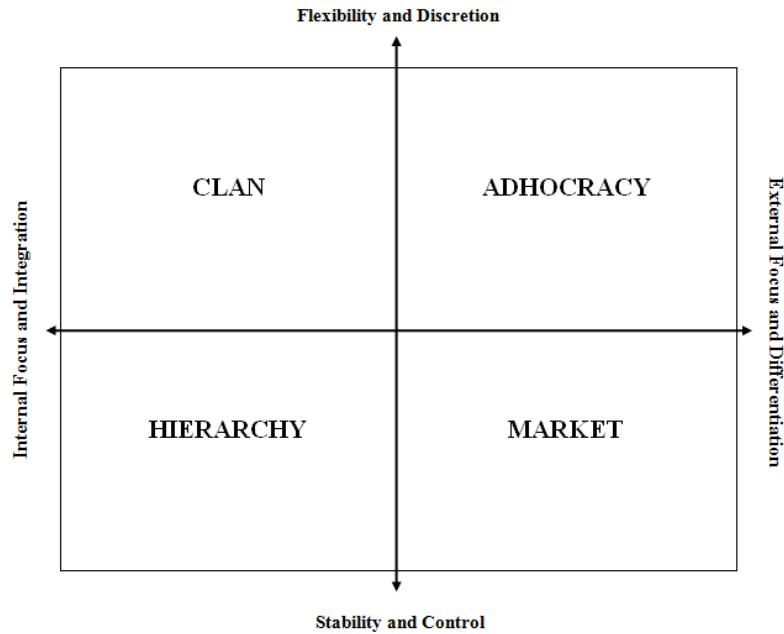 Flexibility and Discretion
CLAN
ADHOCRACY
Internal Focus and Integration
External Focus and Differentiation
HIERARCHY
MARKET
Stability and Control